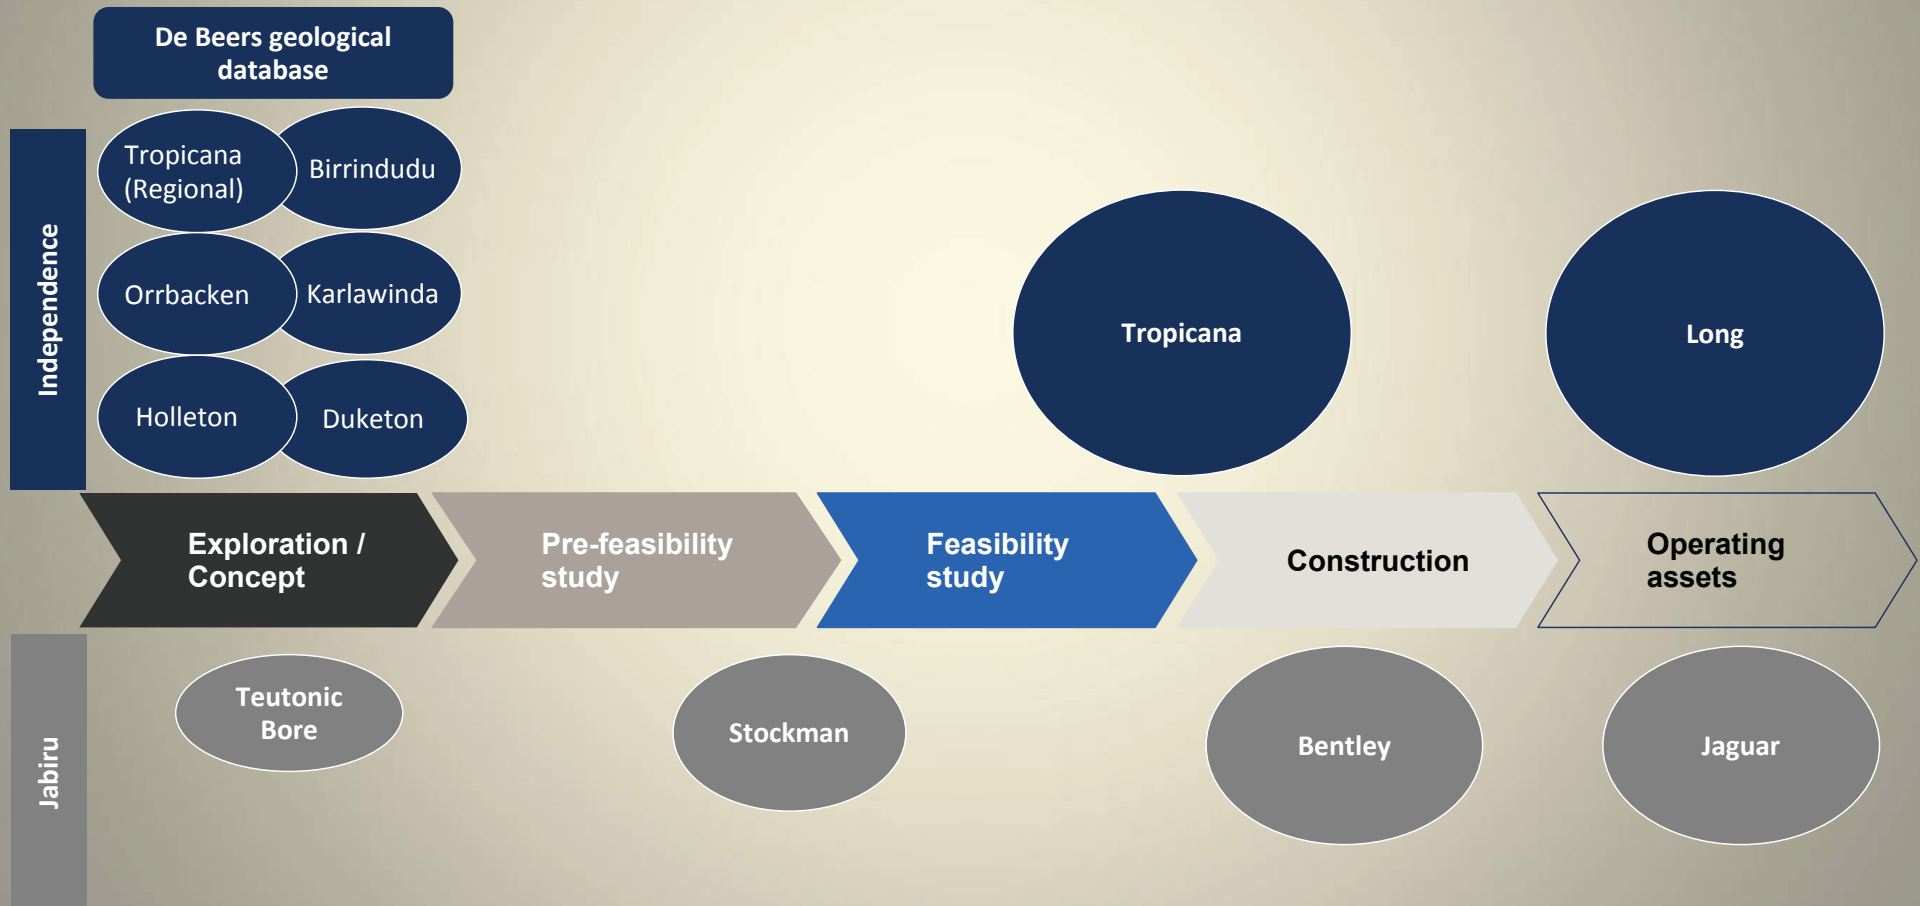 De Beers geological
database
Independence
Tropicana
(Regional)
Birrindudu
Orrbacken
Karlawinda
Holleton
Duketon
Tropicana
Long
Exploration /
Concept
Pre-feasibility
study
Feasibility
study
Construction
Operating
assets
Jabiru
Teutonic
Bore
Stockman
Bentley
Jaguar